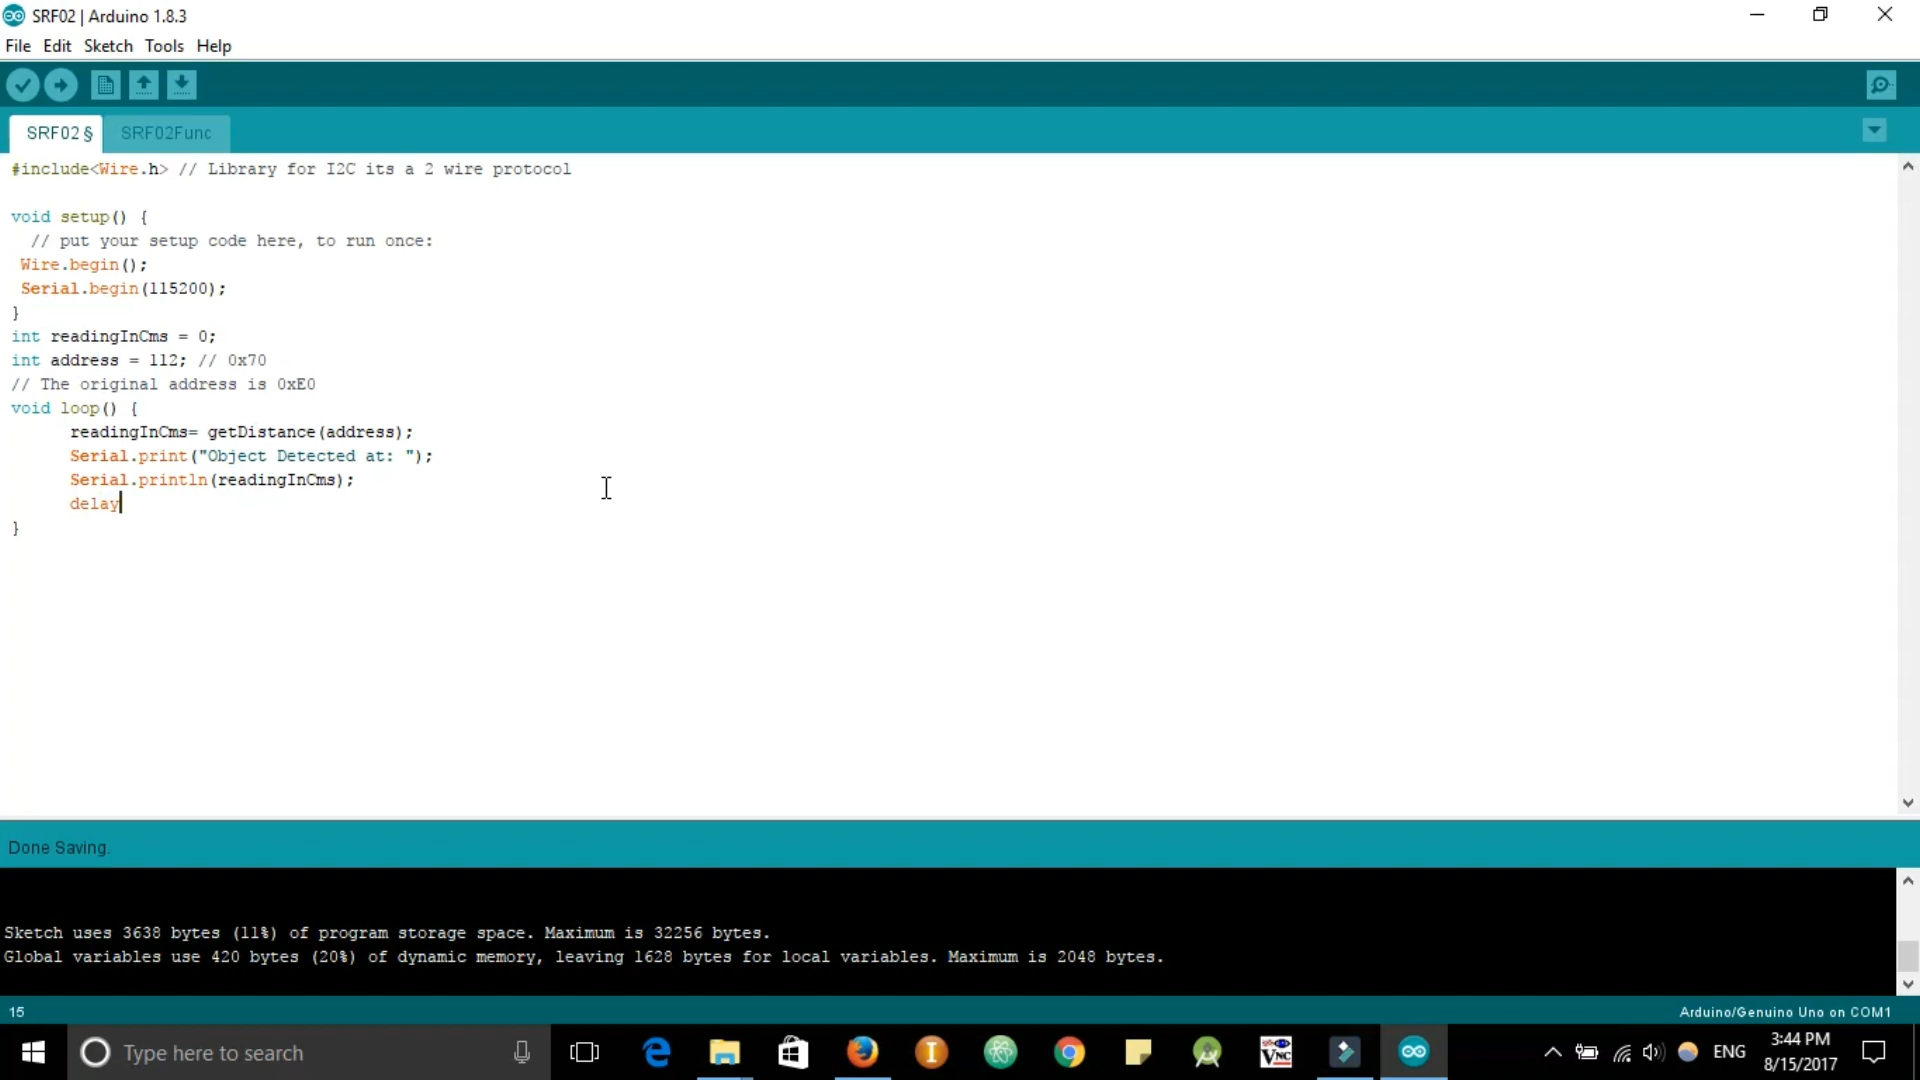 SRF02 | Arduino 1.8.3
File Edit Sketch Tools Help
SRF02 § SRF02Func
#include<Wire.h> // Library for I2C its a 2 wire protocol
void setup() {
// put your setup code here, to run once:
Wire.begin();
Serial.begin(115200);
}
int readingInCms = 0;
int address = 112; // 0x70
// The original address is 0xE0
void loop() {
readingInCms= getDistance(address);
Serial.print("Object Detected at: ");
Serial.println(readingInCms);
delay
}
Done Saving.
Sketch uses 3638 bytes (11%) of program storage space. Maximum is 32256 bytes.
Global variables use 420 bytes (20%) of dynamic memory, leaving 1628 bytes for local variables. Maximum is 2048 bytes.
15 Arduino/Genuino Uno on COM1
Type here to search VNC ENG 3:44 PM
8/15/2017